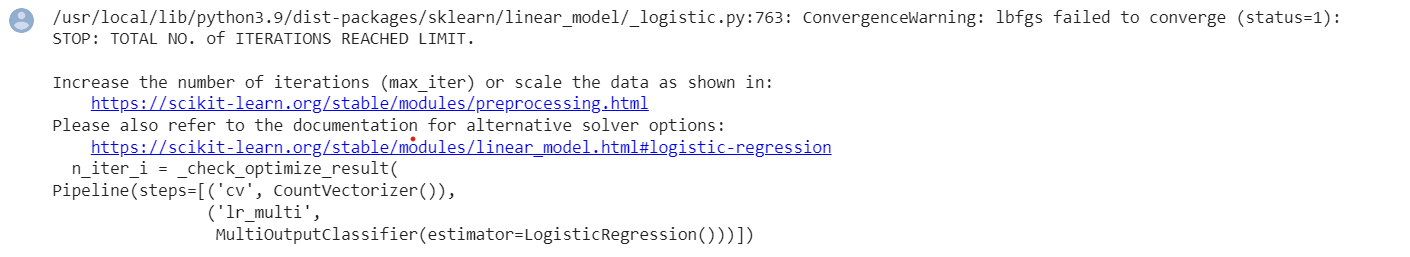 /usr/local/lib/python3.9/dist-packages/sklearn/linear_model/_logistic.py:763: ConvergenceWarning: lbfgs failed to converge (status=1):
STOP: TOTAL NO. of ITERATIONS REACHED LIMIT.
Increase the number of iterations (max_iter) or scale the data as shown in:
https://scikit-learn.org/stable/modules/preprocessing.html
Please also refer to the documentation for alternative solver options:
https://scikit-learn.org/stable/modules/linear_model.html#logistic-regression
n_iter_i = _check_optimize_result(
Pipeline(steps=[('cv', CountVectorizer()),
('lr_multi',
MultiOutputClassifier(estimator=LogisticRegression()))])